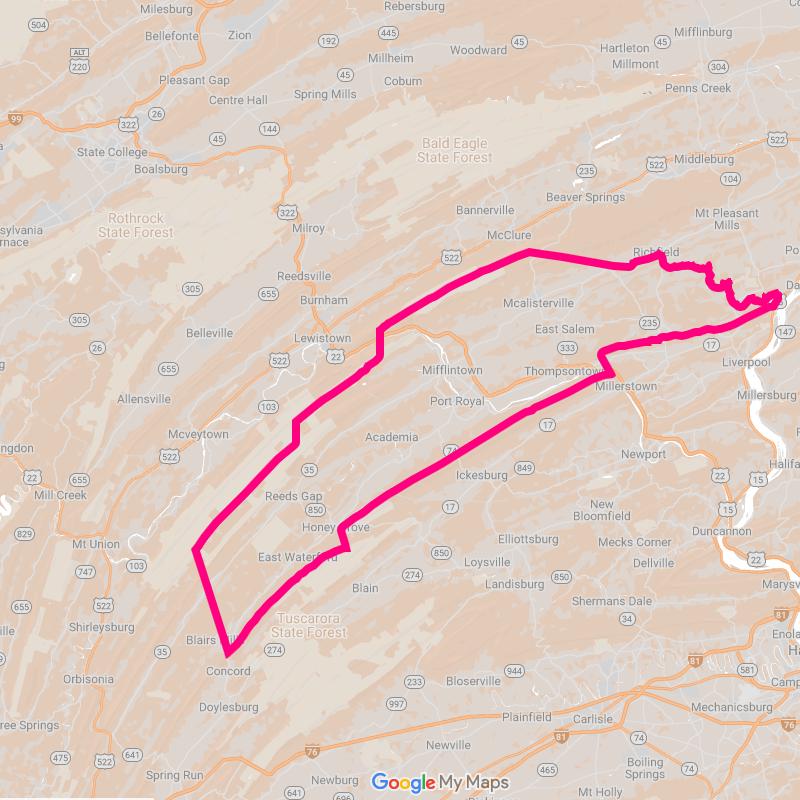 Milesburg
Rebersburg
504
Bellefonte
Zion
192
445
Woodward
45
Hartleton
45
Mifflinburg
ALT
220
Millheim
Millmont
304
Pleasant Gap
45
Coburn
Penns Creek
Spring Mills
Centre Hall
99
26
322
144
45
522
State College
Boalsburg
Bald Eagle
State Forest
522
Middleburg
235
104
Beaver Springs
Rothrock
State Forest
322
Bannerville
Mt Pleasant
Mills
sylvania
rnace
Milroy
McClure
522
Richfield
Po
Reedsville
305
655
Burnham
Mcalisterville
Da
305
East Salem
235
147
Belleville
Lewistown
22
333
17
26
522
Liverpool
655
Mifflintown
Thompsontown
Millerstown
Allensville
103
Port Royal
Millersburg
Mcveytown
Academia
17
ngdon
522
74
Newport
Halifa
22
655
35
Ickesburg
849
22
15
Mill Creek
Reeds Gap
850
17
New
Bloomfield
15
829
Honey Grove
Elliottsburg
Duncannon
Mt Union
East Waterford
850
Mecks Corner
22
747
103
Loysville
Dellville
Blain
274
Landisburg
850
Marysv
655
522
Shermans Dale
Shirleysburg
Tuscarora
State Forest
34
81
Enola
ille
Blairs Mill
35
274
Ha
81
Concord
944
581
Orbisonia
233
Bloserville
Camp
Doylesburg
997
Mechanicsburg
Plainfield
Carlisle
ree Springs
81
74
76
475
522
641
76
Newville
Boiling
Springs
Spring Run
465
74
Newburg
Google My Maps
641
696
Mt Holly